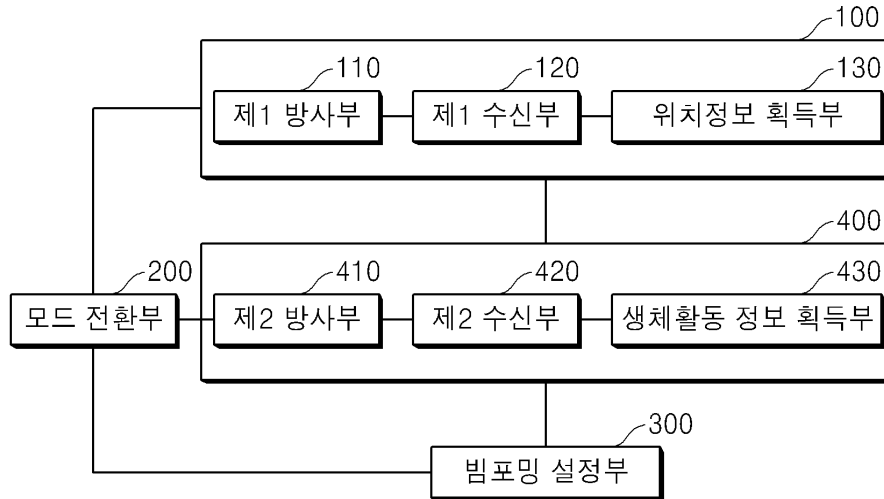 100
110
120
130
제1 방사부
제1 수신부
위치정보 획득부
400
200
410
420
430
모드 전환부
제2 방사부
제2 수신부
생체활동 정보 획득부
300
빔포밍 설정부